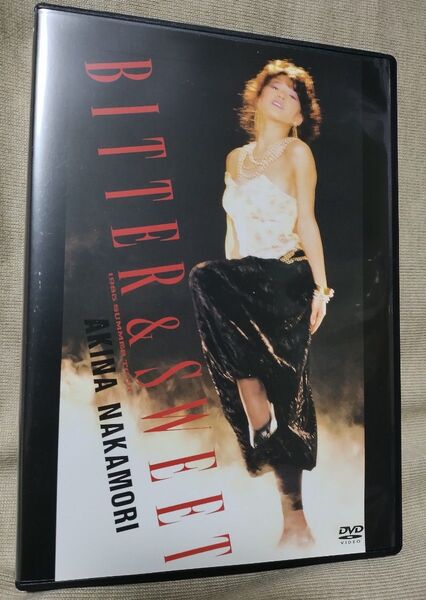 BITTER & SWEET
1985 SUMMER TOUR
AKINA NAKAMORI
DVD
VIDEO